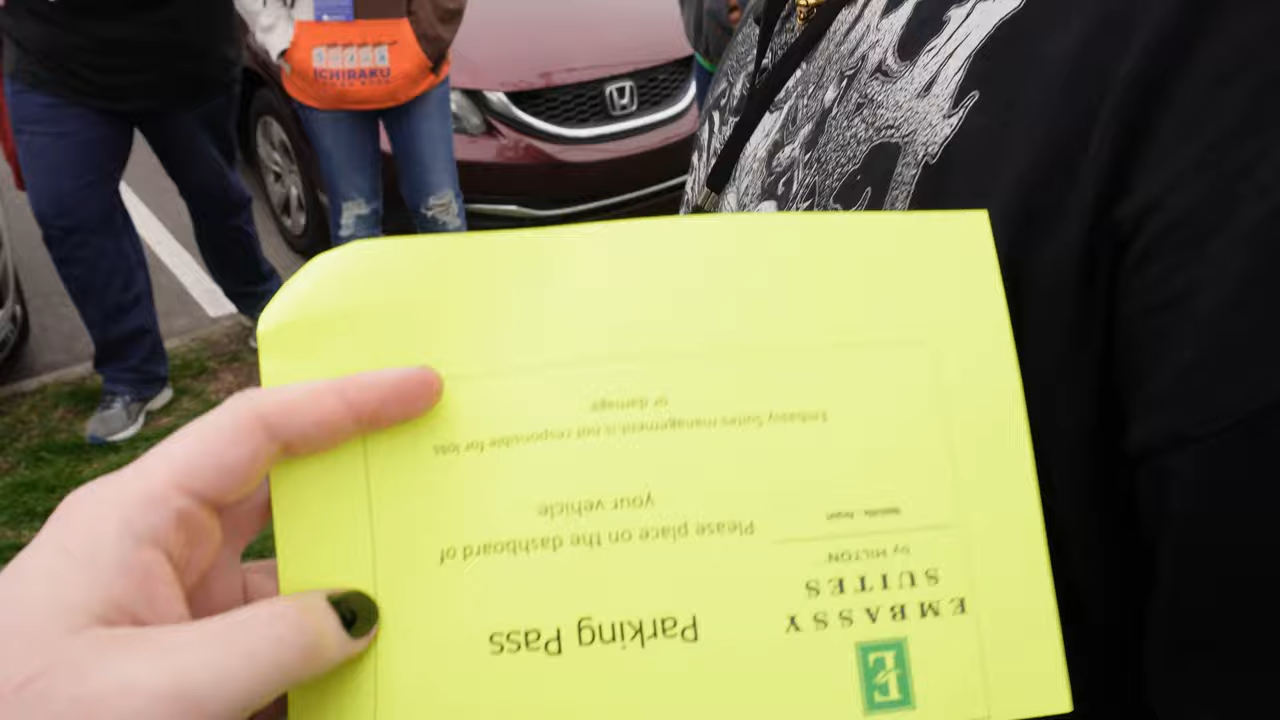 ICHIRAKU
E
EMBASSY
SUITES
by HILTON
Parking Pass
Please place on the dashboard of
your vehicle
Embassy Suites management is not responsible for loss
or damage